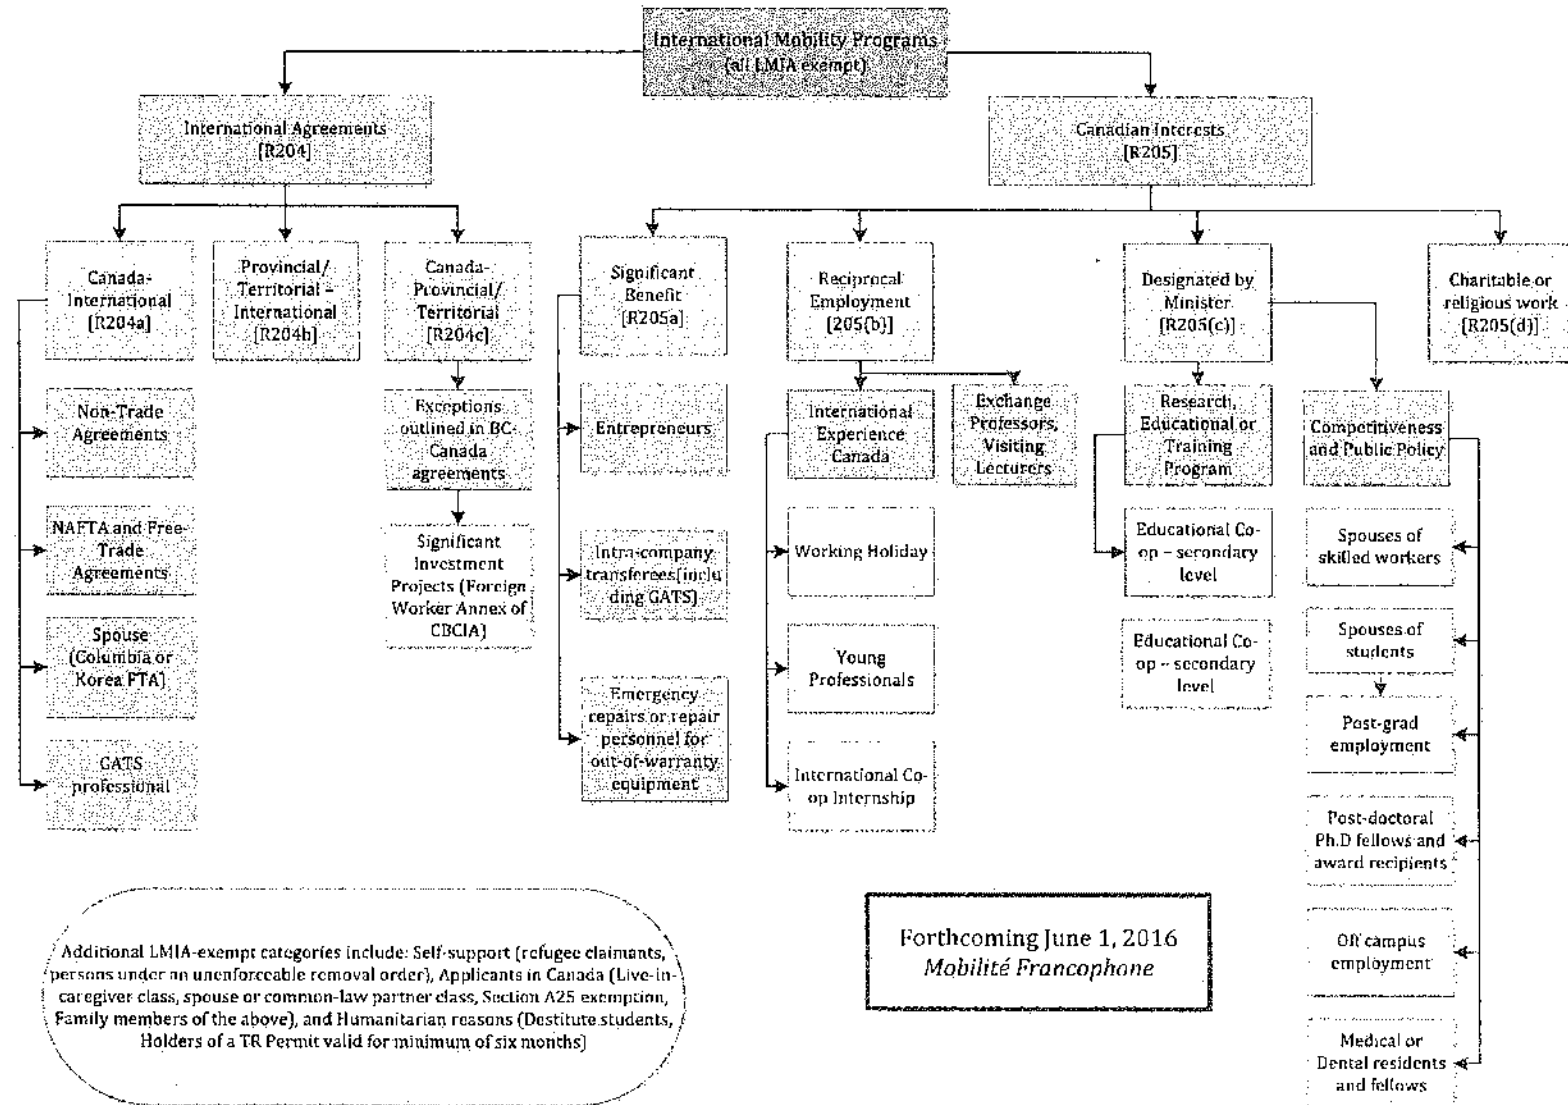 International Mobility Programs
(all LMIA exempt)
International Agreements
[R204]
Canadian Interests
[R205]
Canada-
International
[R204a]
Provincial/
Territorial –
International
[R204b]
Canada-
Provincial/
Territorial
[R204c]
Significant
Benefit
[R205a]
Reciprocal
Employment
[205(b)]
Designated by
Minister
[R205(c)]
Charitable or
religious work
[R205(d)]
Non-Trade
Agreements
NAFTA and Free-
Trade
Agreements
Spouse
(Columbia or
Korea FTA)
GATS
professional
Exceptions
outlined in BC-
Canada
agreements
Significant
Investment
Projects (Foreign
Worker Annex of
CBCIA)
Entrepreneurs
Intra-company
transferees(inclu
ding GATS)
Emergency
repairs or repair
personnel for
out-of-warranty
equipment
International
Experience
Canada
Exchange
Professors,
Visiting
Lecturers
Working Holiday
Young
Professionals
International Co-
op Internship
Research,
Educational or
Training
Program
Educational Co-
op – secondary
level
Educational Co-
op – secondary
level
Competitiveness
and Public Policy
Spouses of
skilled workers
Spouses of
students
Post-grad
employment
Post-doctoral
Ph.D fellows and
award recipients
Off campus
employment
Medical or
Dental residents
and fellows
Additional LMIA-exempt categories include: Self-support (refugee claimants,
persons under an unenforceable removal order), Applicants in Canada (Live-in-
caregiver class, spouse or common-law partner class, Section A25 exemption,
Family members of the above), and Humanitarian reasons (Destitute students,
Holders of a TR Permit valid for minimum of six months)
Forthcoming June 1, 2016
Mobilité Francophone